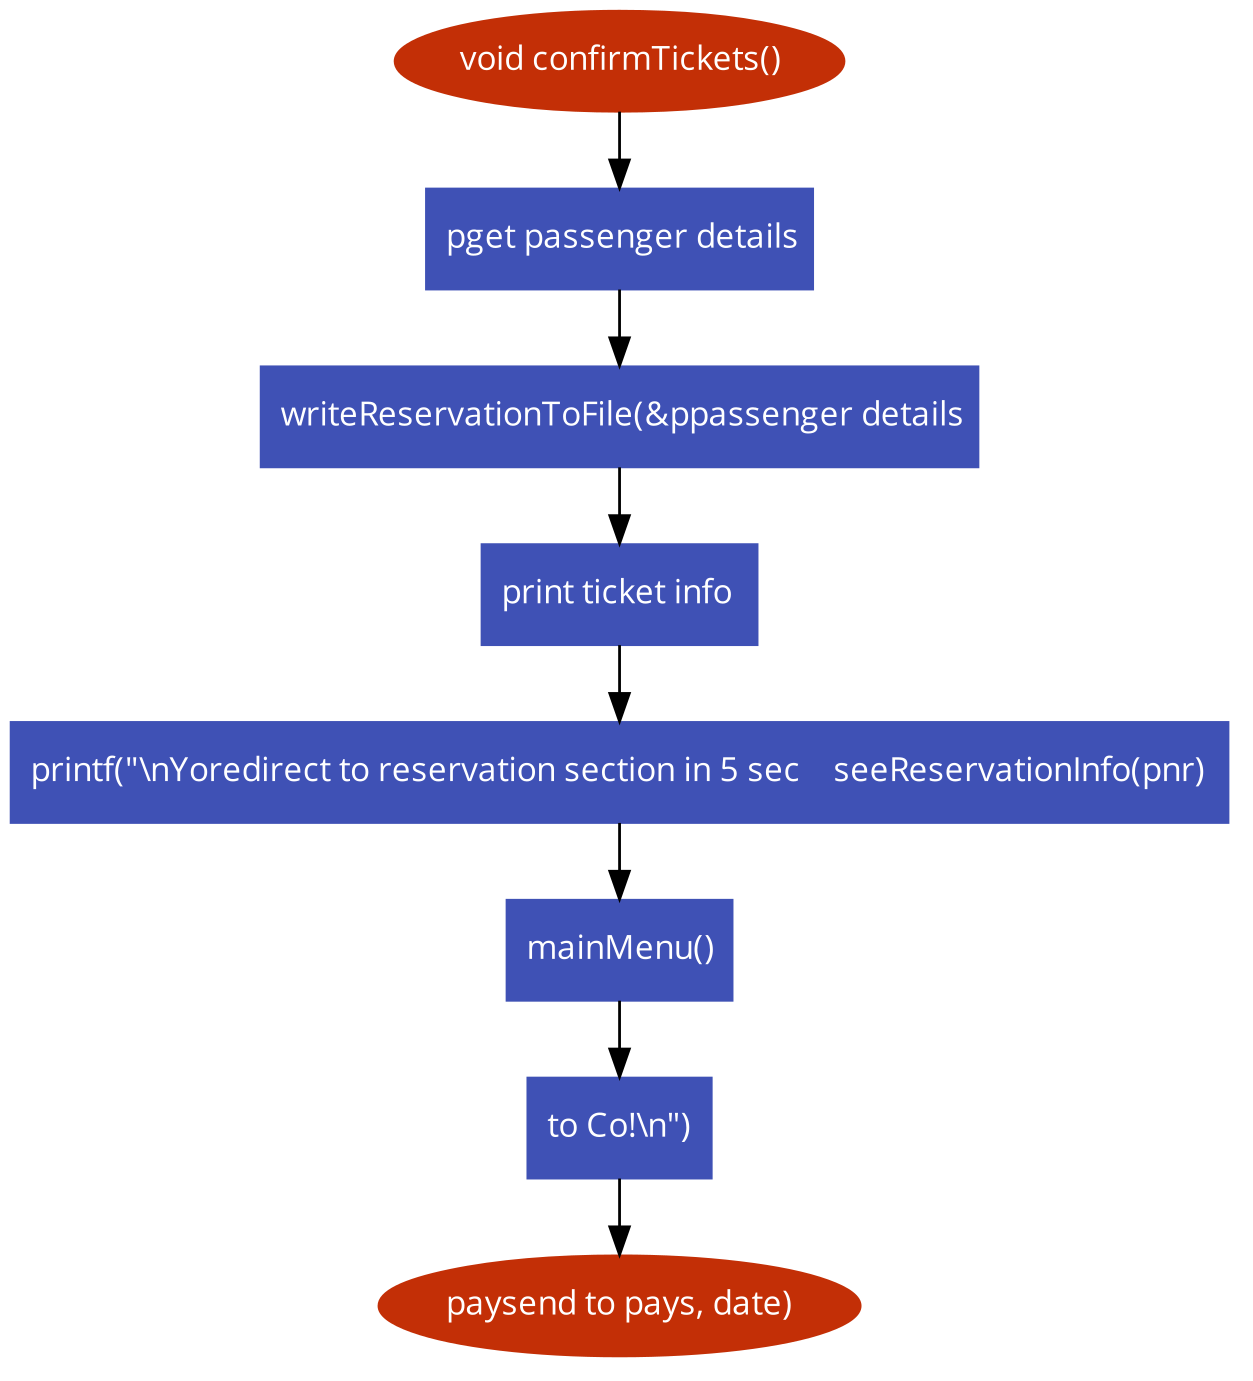 void confirmTickets()
pget passenger details
writeReservationToFile(&ppassenger details
print ticket info
printf("\nYoredirect to reservation section in 5 sec    seeReservationInfo(pnr)
mainMenu()
to Co!\n")
paysend to pays, date)